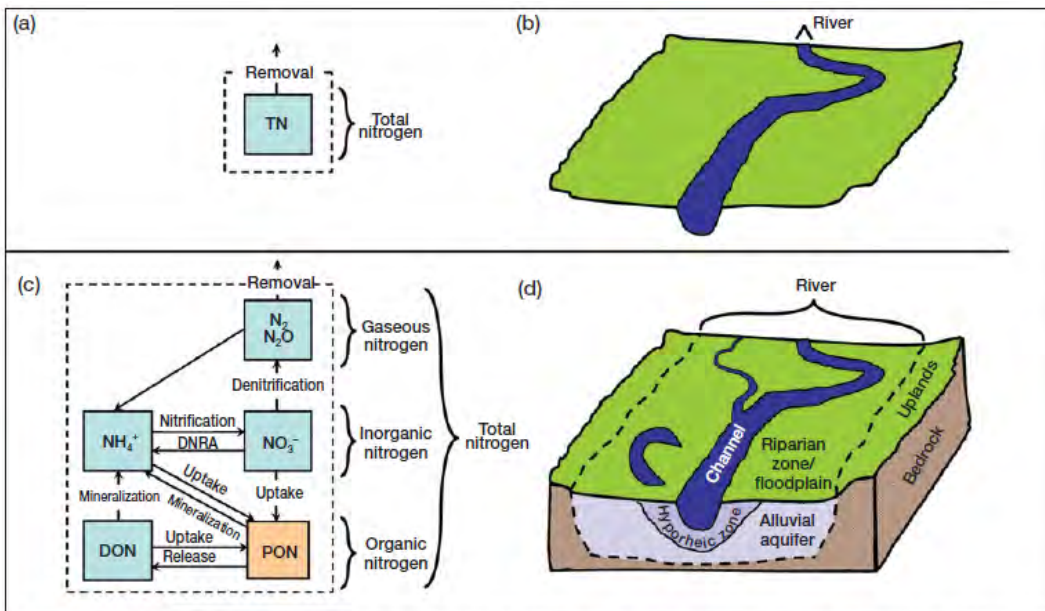 (a)
Removal
TN
Total
nitrogen
(b)
River
(c)
Removal
N₂
N₂O
Gaseous
nitrogen
Denitrification
NH₄⁺
Nitrification
DNRA
NO₃⁻
Inorganic
nitrogen
Total
nitrogen
Mineralization
Uptake
Mineralization
Uptake
DON
Uptake
Release
PON
Organic
nitrogen
(d)
River
Uplands
Channel
Riparian
zone/
floodplain
Bedrock
Hyporheic zone
Alluvial
aquifer